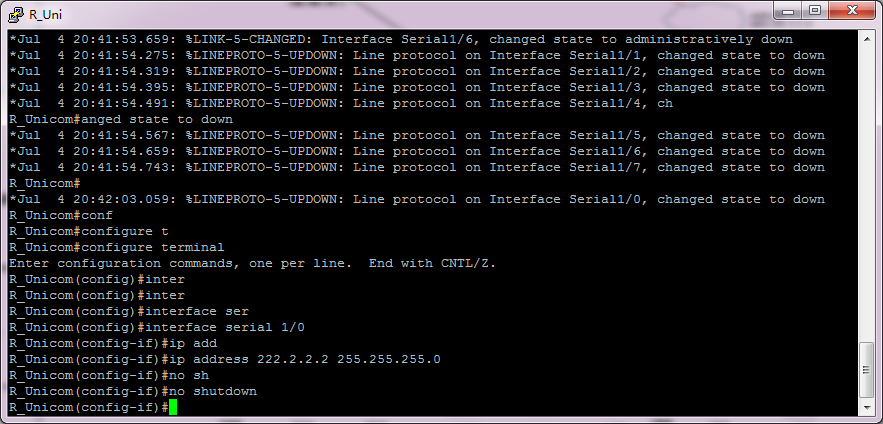 R_Uni
*Jul  4 20:41:53.659: %LINK-5-CHANGED: Interface Serial1/6, changed state to administratively down
*Jul  4 20:41:54.275: %LINEPROTO-5-UPDOWN: Line protocol on Interface Serial1/1, changed state to down
*Jul  4 20:41:54.319: %LINEPROTO-5-UPDOWN: Line protocol on Interface Serial1/2, changed state to down
*Jul  4 20:41:54.395: %LINEPROTO-5-UPDOWN: Line protocol on Interface Serial1/3, changed state to down
*Jul  4 20:41:54.491: %LINEPROTO-5-UPDOWN: Line protocol on Interface Serial1/4, ch
R_Unicom#anged state to down
*Jul  4 20:41:54.567: %LINEPROTO-5-UPDOWN: Line protocol on Interface Serial1/5, changed state to down
*Jul  4 20:41:54.659: %LINEPROTO-5-UPDOWN: Line protocol on Interface Serial1/6, changed state to down
*Jul  4 20:41:54.743: %LINEPROTO-5-UPDOWN: Line protocol on Interface Serial1/7, changed state to down
R_Unicom#
*Jul  4 20:42:03.059: %LINEPROTO-5-UPDOWN: Line protocol on Interface Serial1/0, changed state to down
R_Unicom#conf
R_Unicom#configure t
R_Unicom#configure terminal
Enter configuration commands, one per line.  End with CNTL/Z.
R_Unicom(config)#inter
R_Unicom(config)#inter
R_Unicom(config)#interface ser
R_Unicom(config)#interface serial 1/0
R_Unicom(config-if)#ip add
R_Unicom(config-if)#ip address 222.2.2.2 255.255.255.0
R_Unicom(config-if)#no sh
R_Unicom(config-if)#no shutdown
R_Unicom(config-if)#